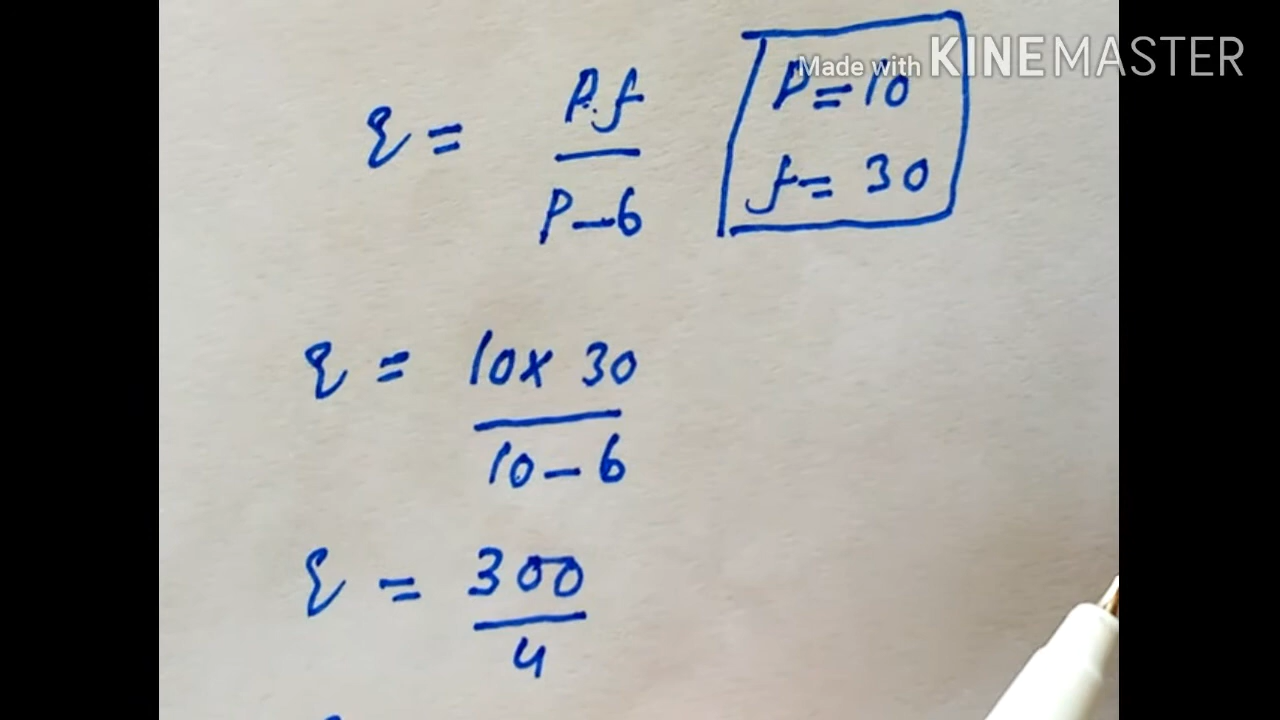 Made with KINEMASTER
q = P.f / P-6
P=10
f= 30
q = 10x 30 / 10-6
q = 300 / 4